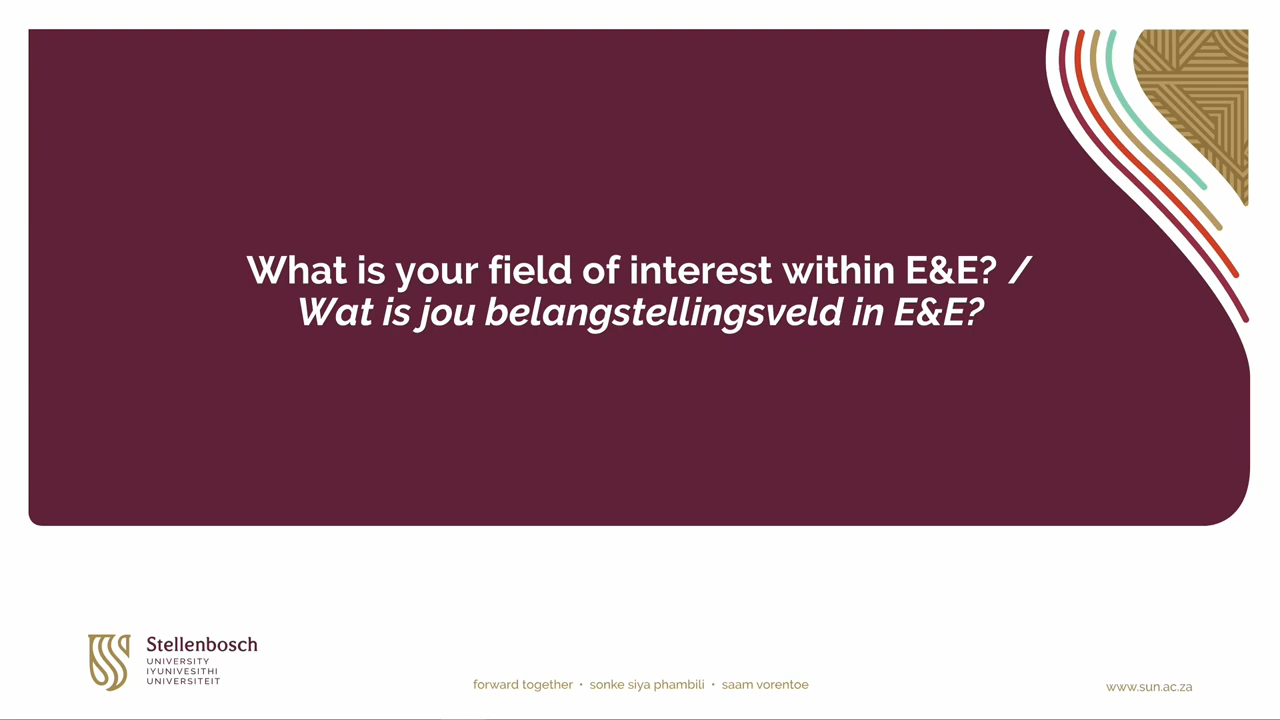 What is your field of interest within E&E? /
Wat is jou belangstellingsveld in E&E?
Stellenbosch
UNIVERSITY
IYUNIVESITHI
UNIVERSITEIT
forward together • sonke siya phambili • saam vorentoe
www.sun.ac.za